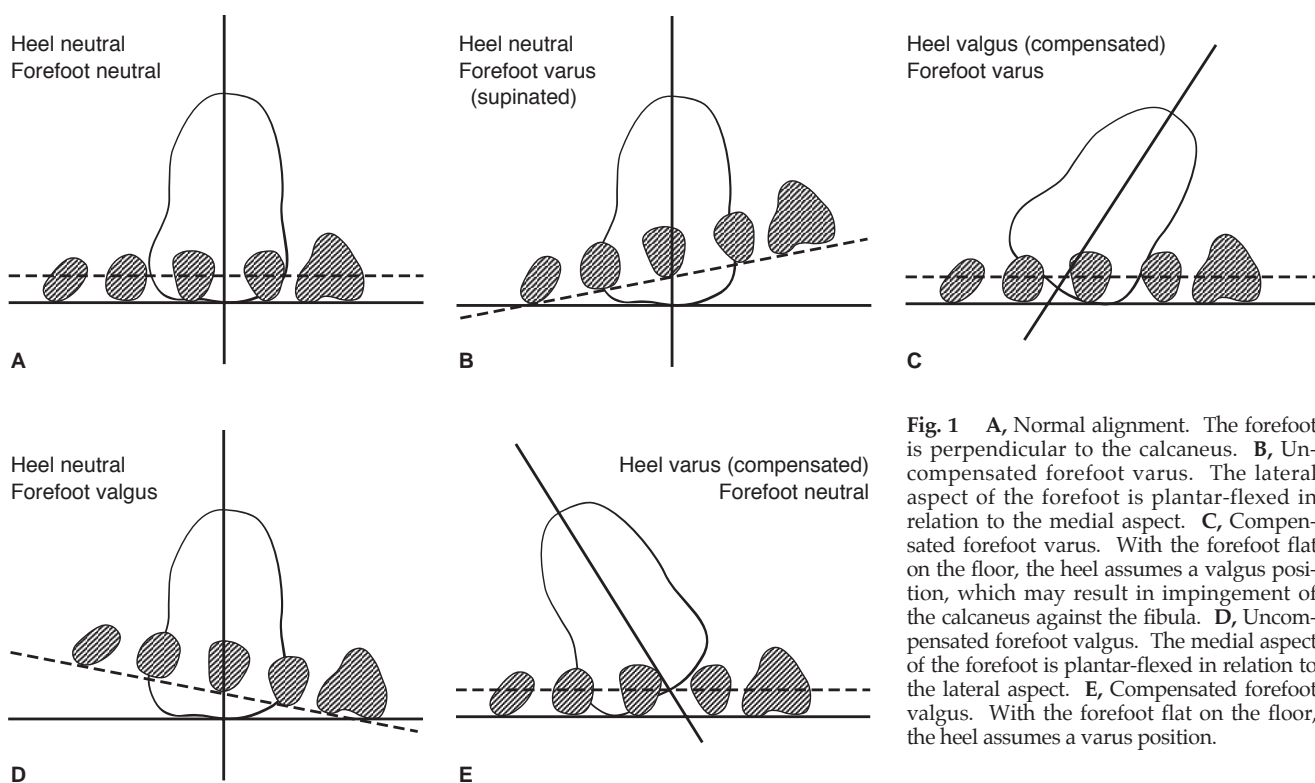 Heel neutral
Forefoot neutral
A
Heel neutral
Forefoot varus
(supinated)
B
Heel valgus (compensated)
Forefoot varus
C
Heel neutral
Forefoot valgus
D
Heel varus (compensated)
Forefoot neutral
E
Fig. 1 A, Normal alignment. The forefoot
is perpendicular to the calcaneus. B, Un-
compensated forefoot varus. The lateral
aspect of the forefoot is plantar-flexed in
relation to the medial aspect. C, Compen-
sated forefoot varus. With the forefoot flat
on the floor, the heel assumes a valgus posi-
tion, which may result in impingement of
the calcaneus against the fibula. D, Uncom-
pensated forefoot valgus. The medial aspect
of the forefoot is plantar-flexed in relation to
the lateral aspect. E, Compensated forefoot
valgus. With the forefoot flat on the floor,
the heel assumes a varus position.